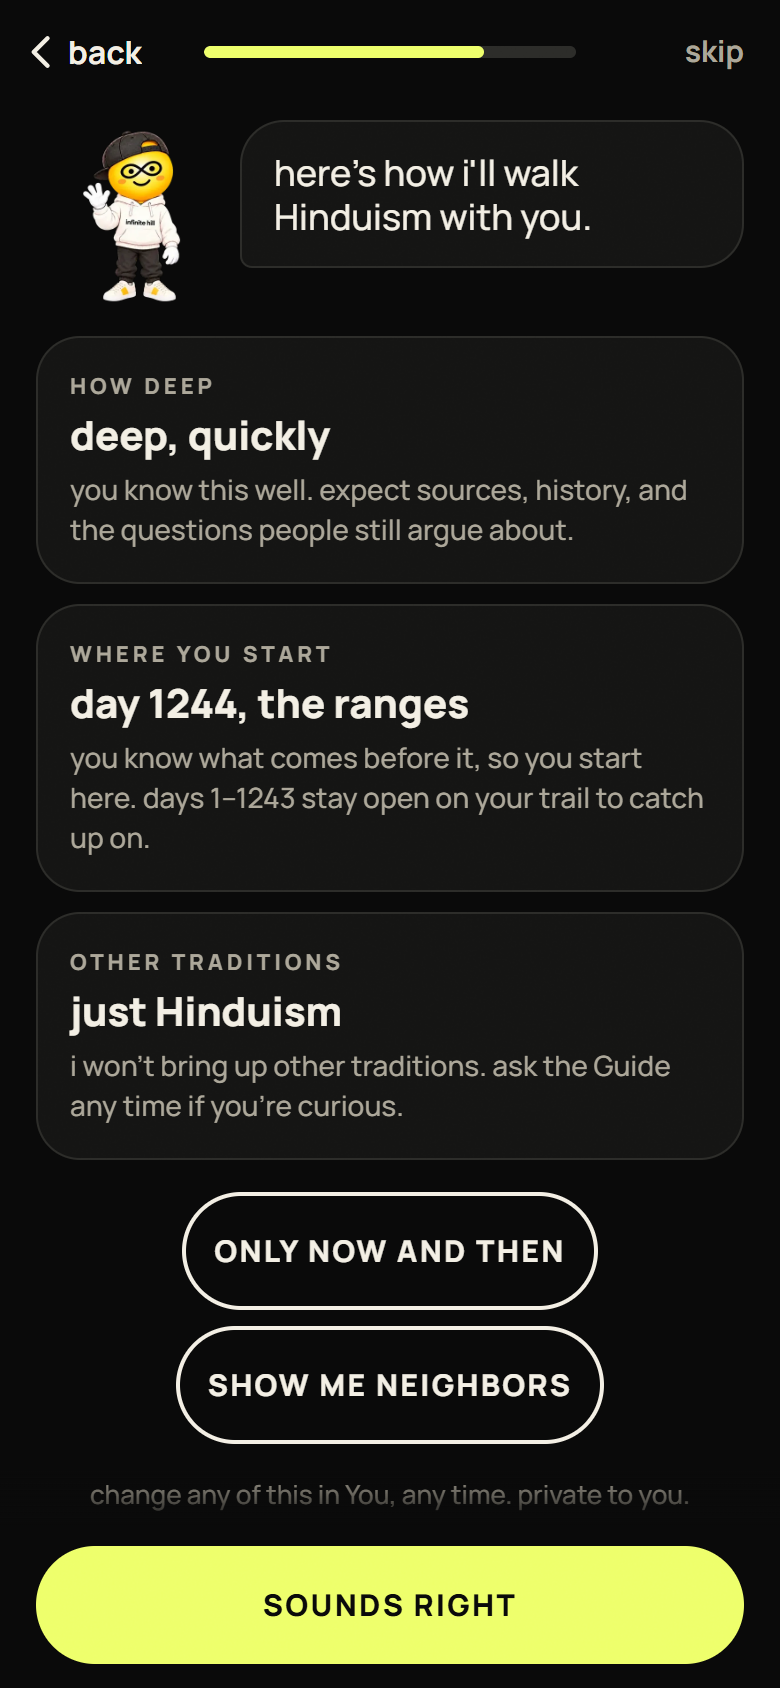 back
skip
infinite hill
here's how i'll walk
Hinduism with you.
HOW DEEP
deep, quickly
you know this well. expect sources, history, and
the questions people still argue about.
WHERE YOU START
day 1244, the ranges
you know what comes before it, so you start
here. days 1–1243 stay open on your trail to catch
up on.
OTHER TRADITIONS
just Hinduism
i won't bring up other traditions. ask the Guide
any time if you're curious.
ONLY NOW AND THEN
SHOW ME NEIGHBORS
change any of this in You, any time. private to you.
SOUNDS RIGHT